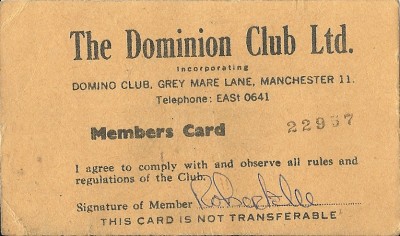 The Dominion Club Ltd.
Incorporating
DOMINO CLUB, GREY MARE LANE, MANCHESTER 11.
Telephone: EASt 0641
Members Card 22957
I agree to comply with and observe all rules and
regulations of the Club.
Signature of Member
THIS CARD IS NOT TRANSFERABLE